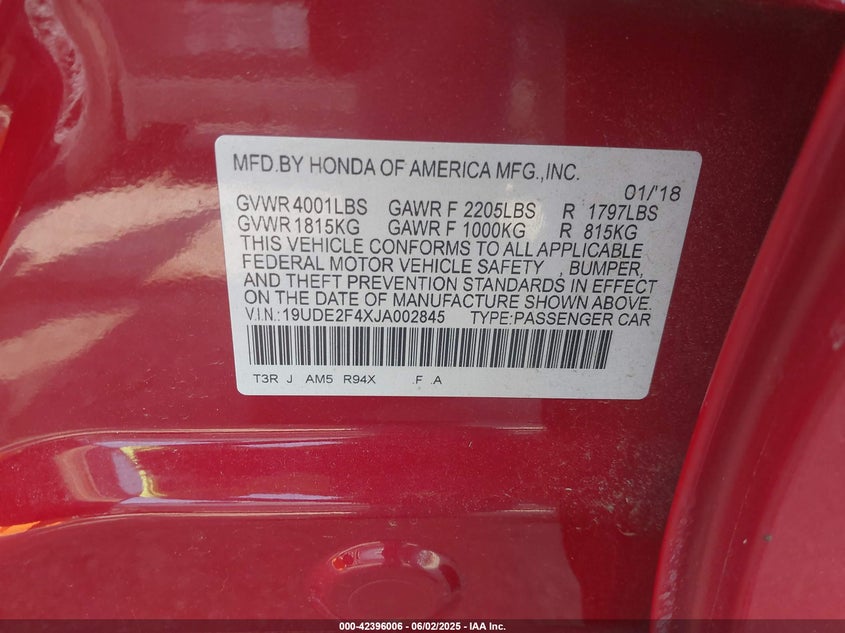 MFD.BY HONDA OF AMERICA MFG.,INC.
01/'18
GVWR 4001LBS GAWR F 2205LBS R 1797LBS
GVWR 1815KG GAWR F 1000KG R 815KG
THIS VEHICLE CONFORMS TO ALL APPLICABLE
FEDERAL MOTOR VEHICLE SAFETY , BUMPER,
AND THEFT PREVENTION STANDARDS IN EFFECT
ON THE DATE OF MANUFACTURE SHOWN ABOVE.
V.I.N.:19UDE2F4XJA002845 TYPE:PASSENGER CAR
T3R J AM5 R94X .F .A
000-42396006 - 06/02/2025 - IAA Inc.